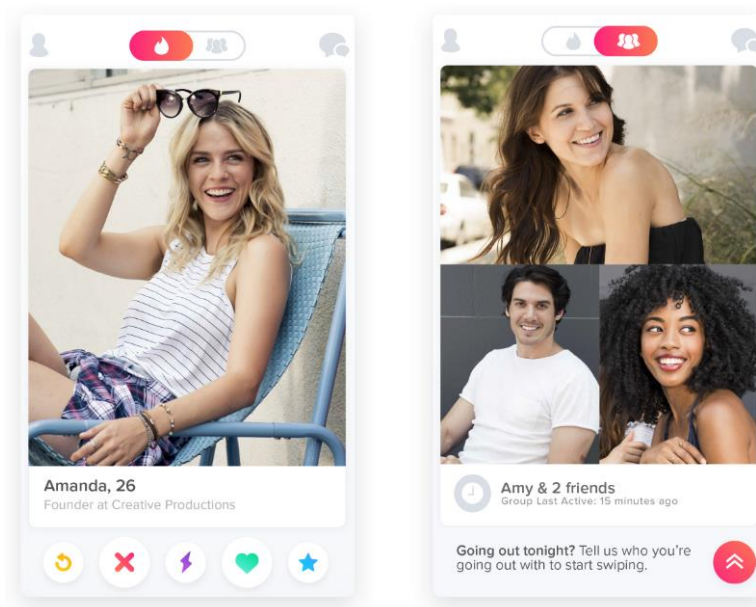 Amanda, 26
Founder at Creative Productions
Amy & 2 friends
Group Last Active: 15 minutes ago
Going out tonight? Tell us who you're
going out with to start swiping.